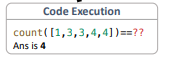 Code Execution
count([1,3,3,4,4])==??
Ans is 4